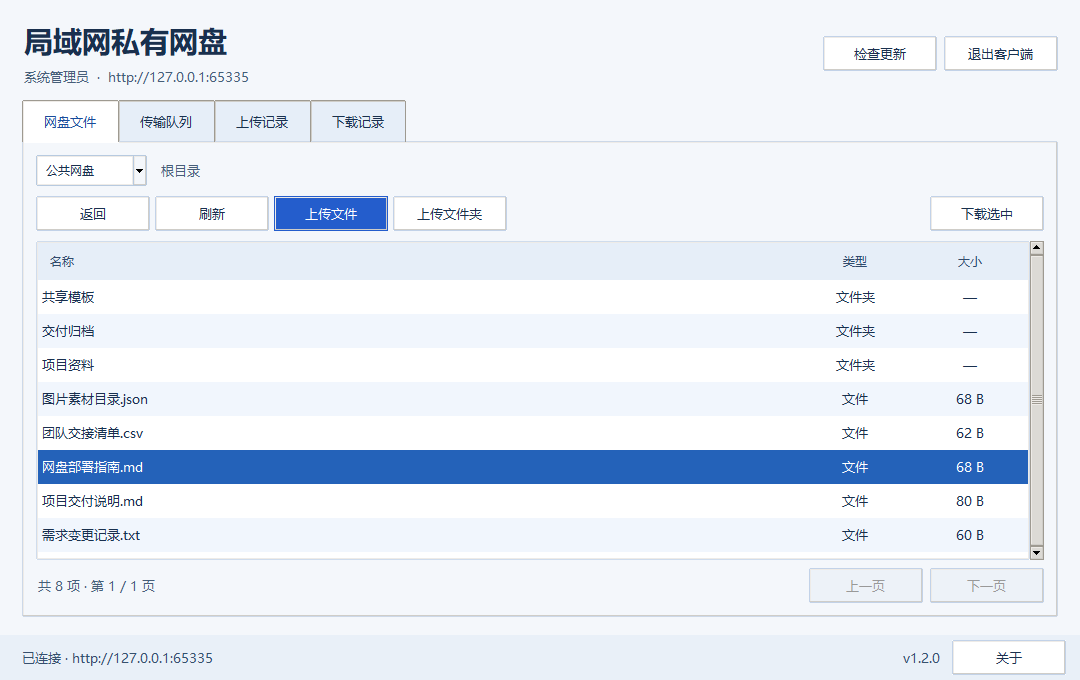 局域网私有网盘
系统管理员 · http://127.0.0.1:65335
检查更新 退出客户端
网盘文件 传输队列 上传记录 下载记录
公共网盘 根目录
返回 刷新 上传文件 上传文件夹 下载选中
名称 类型 大小
共享模板 文件夹 —
交付归档 文件夹 —
项目资料 文件夹 —
图片素材目录.json 文件 68 B
团队交接清单.csv 文件 62 B
网盘部署指南.md 文件 68 B
项目交付说明.md 文件 80 B
需求变更记录.txt 文件 60 B
共 8 项 · 第 1 / 1 页 上一页 下一页
已连接 · http://127.0.0.1:65335 v1.2.0 关于